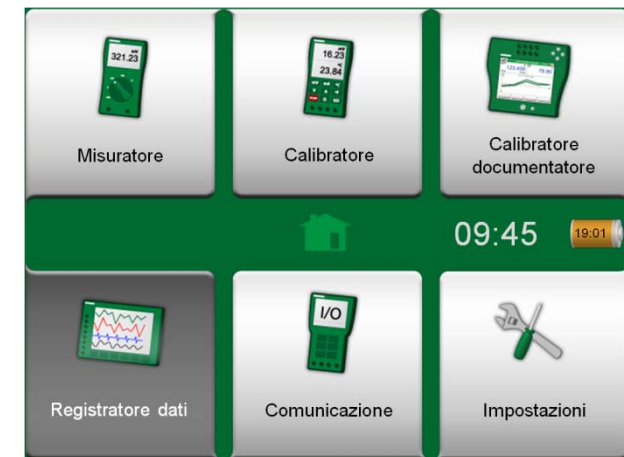 321.23
16.23
23.84
Misuratore
Calibratore
Calibratore
documentatore
09:45
19:01
I/O
Registratore dati
Comunicazione
Impostazioni